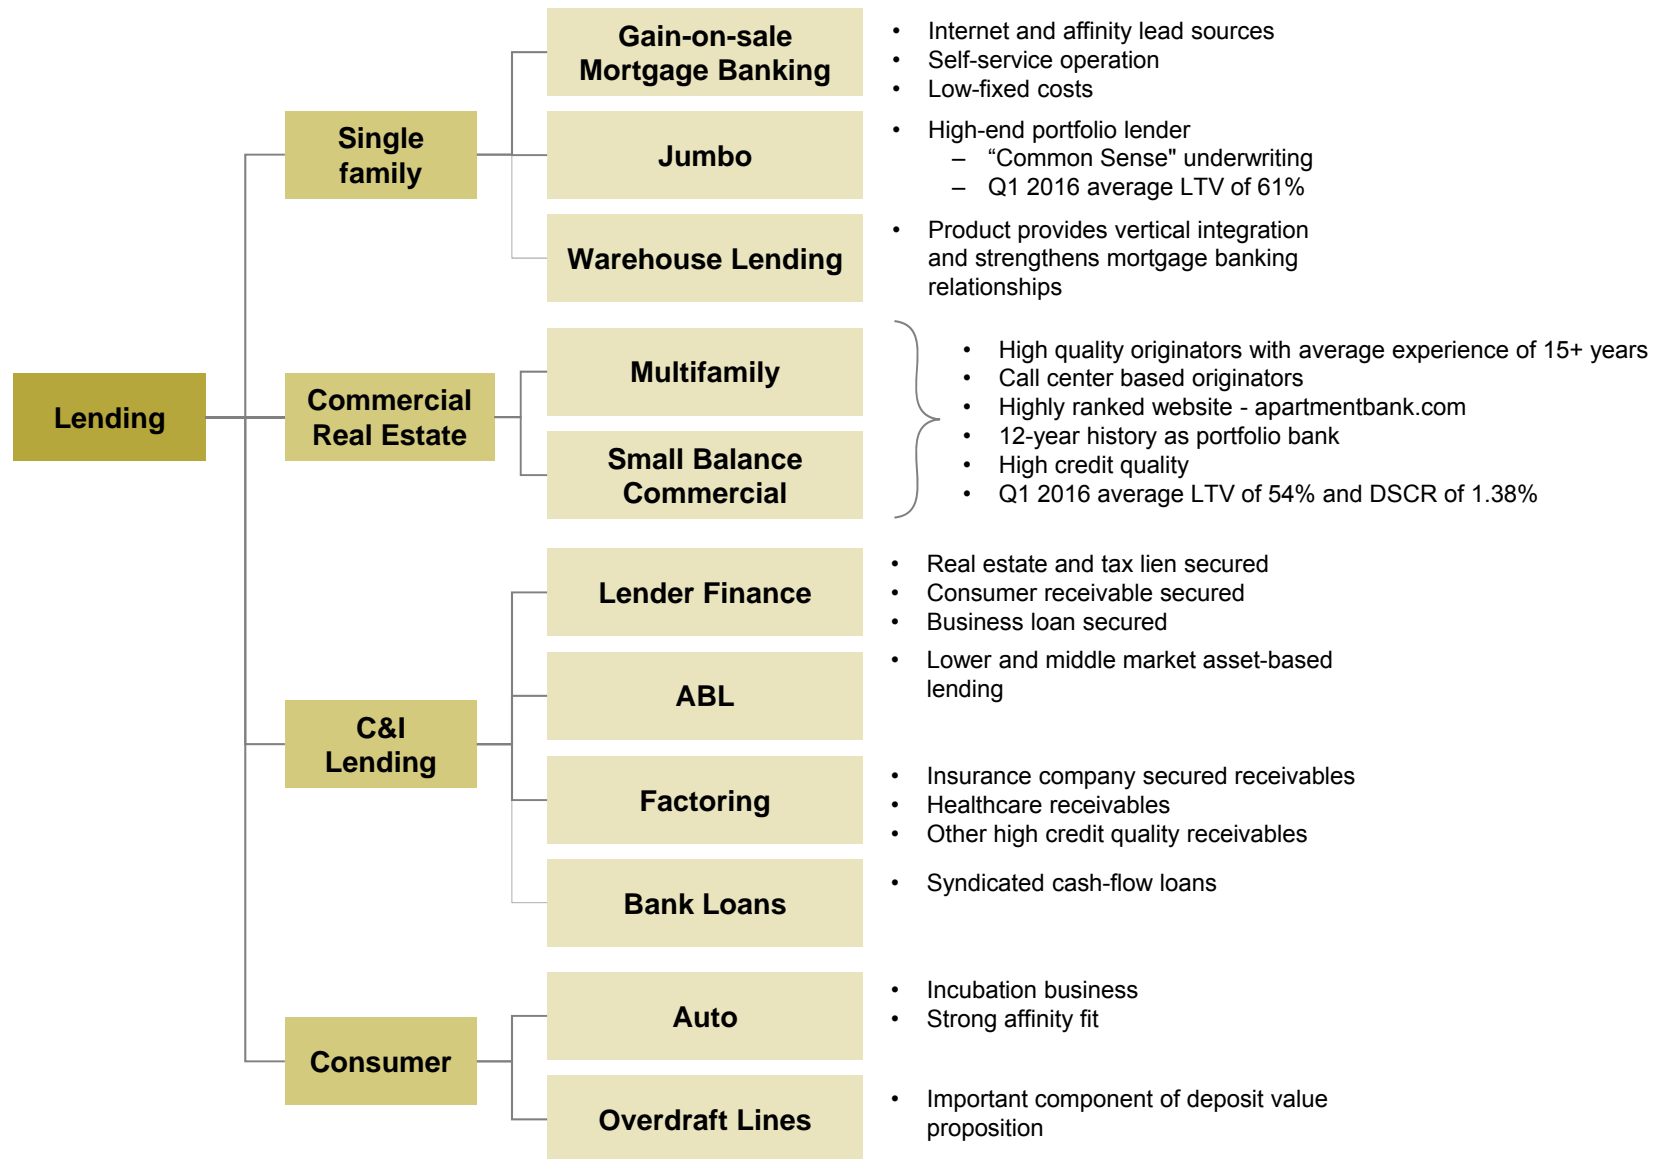 Lending
Single
family
Gain-on-sale
Mortgage Banking
• Internet and affinity lead sources
• Self-service operation
• Low-fixed costs
Jumbo
• High-end portfolio lender
– “Common Sense" underwriting
– Q1 2016 average LTV of 61%
Warehouse Lending
• Product provides vertical integration
and strengthens mortgage banking
relationships
Commercial
Real Estate
Multifamily
Small Balance
Commercial
• High quality originators with average experience of 15+ years
• Call center based originators
• Highly ranked website - apartmentbank.com
• 12-year history as portfolio bank
• High credit quality
• Q1 2016 average LTV of 54% and DSCR of 1.38%
C&I
Lending
Lender Finance
• Real estate and tax lien secured
• Consumer receivable secured
• Business loan secured
ABL
• Lower and middle market asset-based
lending
Factoring
• Insurance company secured receivables
• Healthcare receivables
• Other high credit quality receivables
Bank Loans
• Syndicated cash-flow loans
Consumer
Auto
• Incubation business
• Strong affinity fit
Overdraft Lines
• Important component of deposit value
proposition